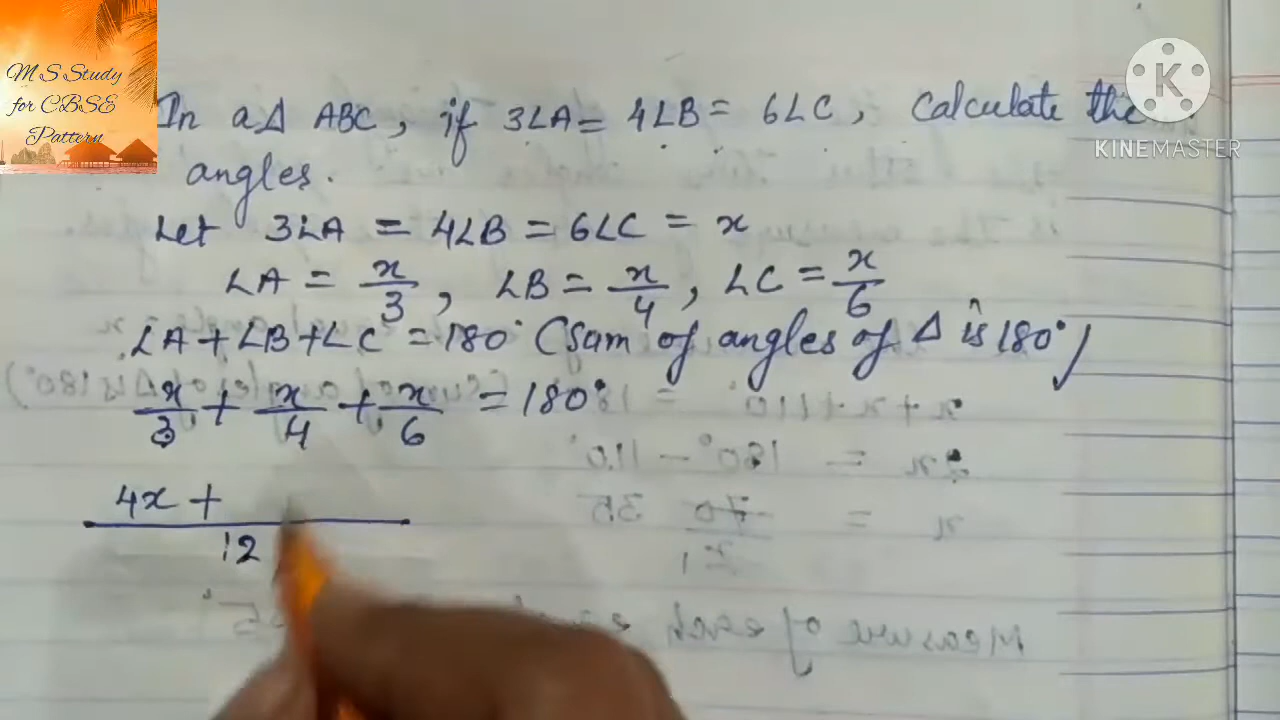 M S Study
for CBSE
Pattern
KINEMASTER
In a Δ ABC, if 3∠A = 4∠B = 6∠C, Calculate the
angles.
Let 3∠A = 4∠B = 6∠C = x
∠A = x/3, ∠B = x/4, ∠C = x/6
∠A + ∠B + ∠C = 180° (Sum of angles of Δ is 180°)
x/3 + x/4 + x/6 = 180°
4x +
12